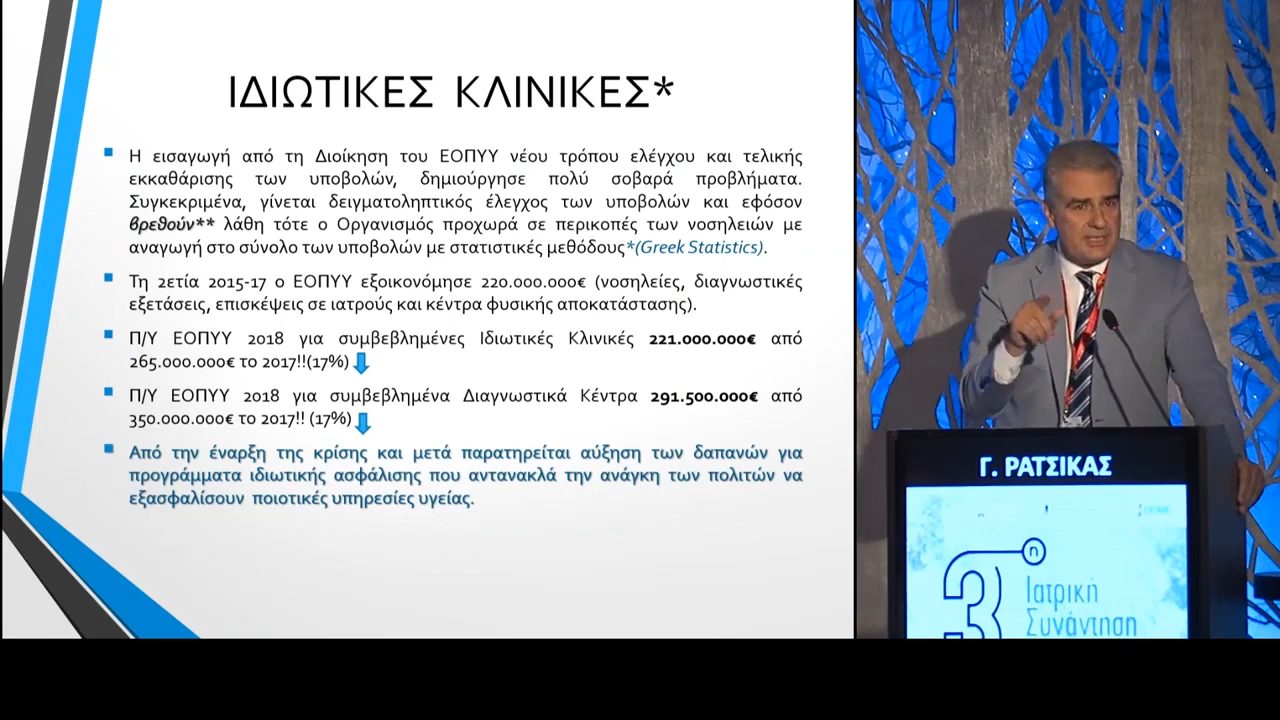 ΙΔΙΩΤΙΚΕΣ ΚΛΙΝΙΚΕΣ*
Η εισαγωγή από τη Διοίκηση του ΕΟΠΥΥ νέου τρόπου ελέγχου και τελικής
εκκαθάρισης των υποβολών, δημιούργησε πολύ σοβαρά προβλήματα.
Συγκεκριμένα, γίνεται δειγματοληπτικός έλεγχος των υποβολών και εφόσον
βρεθούν** λάθη τότε ο Οργανισμός προχωρά σε περικοπές των νοσηλειών με
αναγωγή στο σύνολο των υποβολών με στατιστικές μεθόδους*(Greek Statistics).
Τη 2ετία 2015-17 ο ΕΟΠΥΥ εξοικονόμησε 220.000.000€ (νοσηλείες, διαγνωστικές
εξετάσεις, επισκέψεις σε ιατρούς και κέντρα φυσικής αποκατάστασης).
Π/Υ ΕΟΠΥΥ 2018 για συμβεβλημένες Ιδιωτικές Κλινικές 221.000.000€ από
265.000.000€ το 2017!!(17%)
Π/Υ ΕΟΠΥΥ 2018 για συμβεβλημένα Διαγνωστικά Κέντρα 291.500.000€ από
350.000.000€ το 2017!! (17%)
Από την έναρξη της κρίσης και μετά παρατηρείται αύξηση των δαπανών για
προγράμματα ιδιωτικής ασφάλισης που αντανακλά την ανάγκη των πολιτών να
εξασφαλίσουν ποιοτικές υπηρεσίες υγείας.
Γ. ΡΑΤΣΙΚΑΣ
3η
Ιατρική
Συνάντηση